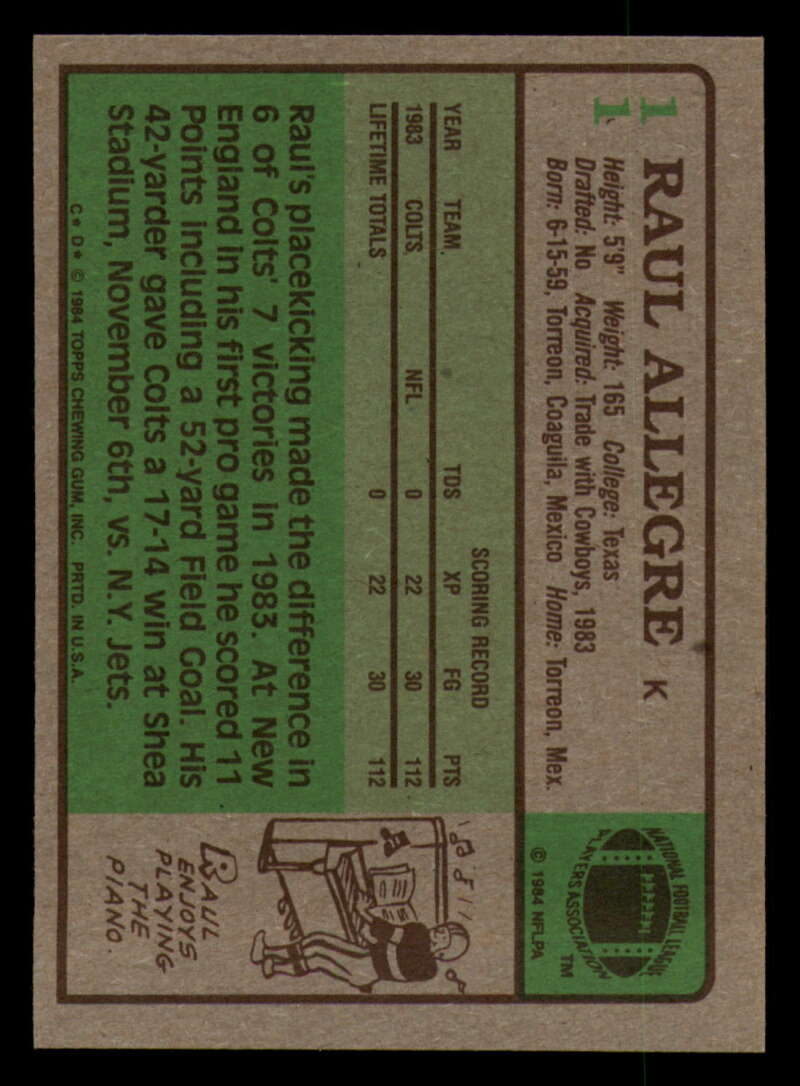 11
RAUL ALLEGRE K
Height: 5'9" Weight: 165 College: Texas
Drafted: No Acquired: Trade with Cowboys, 1983
Born: 6-15-59, Torreon, Coaguila, Mexico Home: Torreon, Mex.
NATIONAL FOOTBALL LEAGUE
PLAYERS ASSOCIATION
TM
© 1984 NFLPA
SCORING RECORD
YEAR TEAM TDS XP FG PTS
1983 COLTS NFL 0 22 30 112
LIFETIME TOTALS 0 22 30 112
Raul's placekicking made the difference in
6 of Colts' 7 victories in 1983. At New
England in his first pro game he scored 11
Points including a 52-yard Field Goal. His
42-yarder gave Colts a 17-14 win at Shea
Stadium, November 6th, vs. N.Y. Jets.
C* D* © 1984 TOPPS CHEWING GUM, INC. PRTD. IN U.S.A.
RAUL
ENJOYS
PLAYING
THE
PIANO.